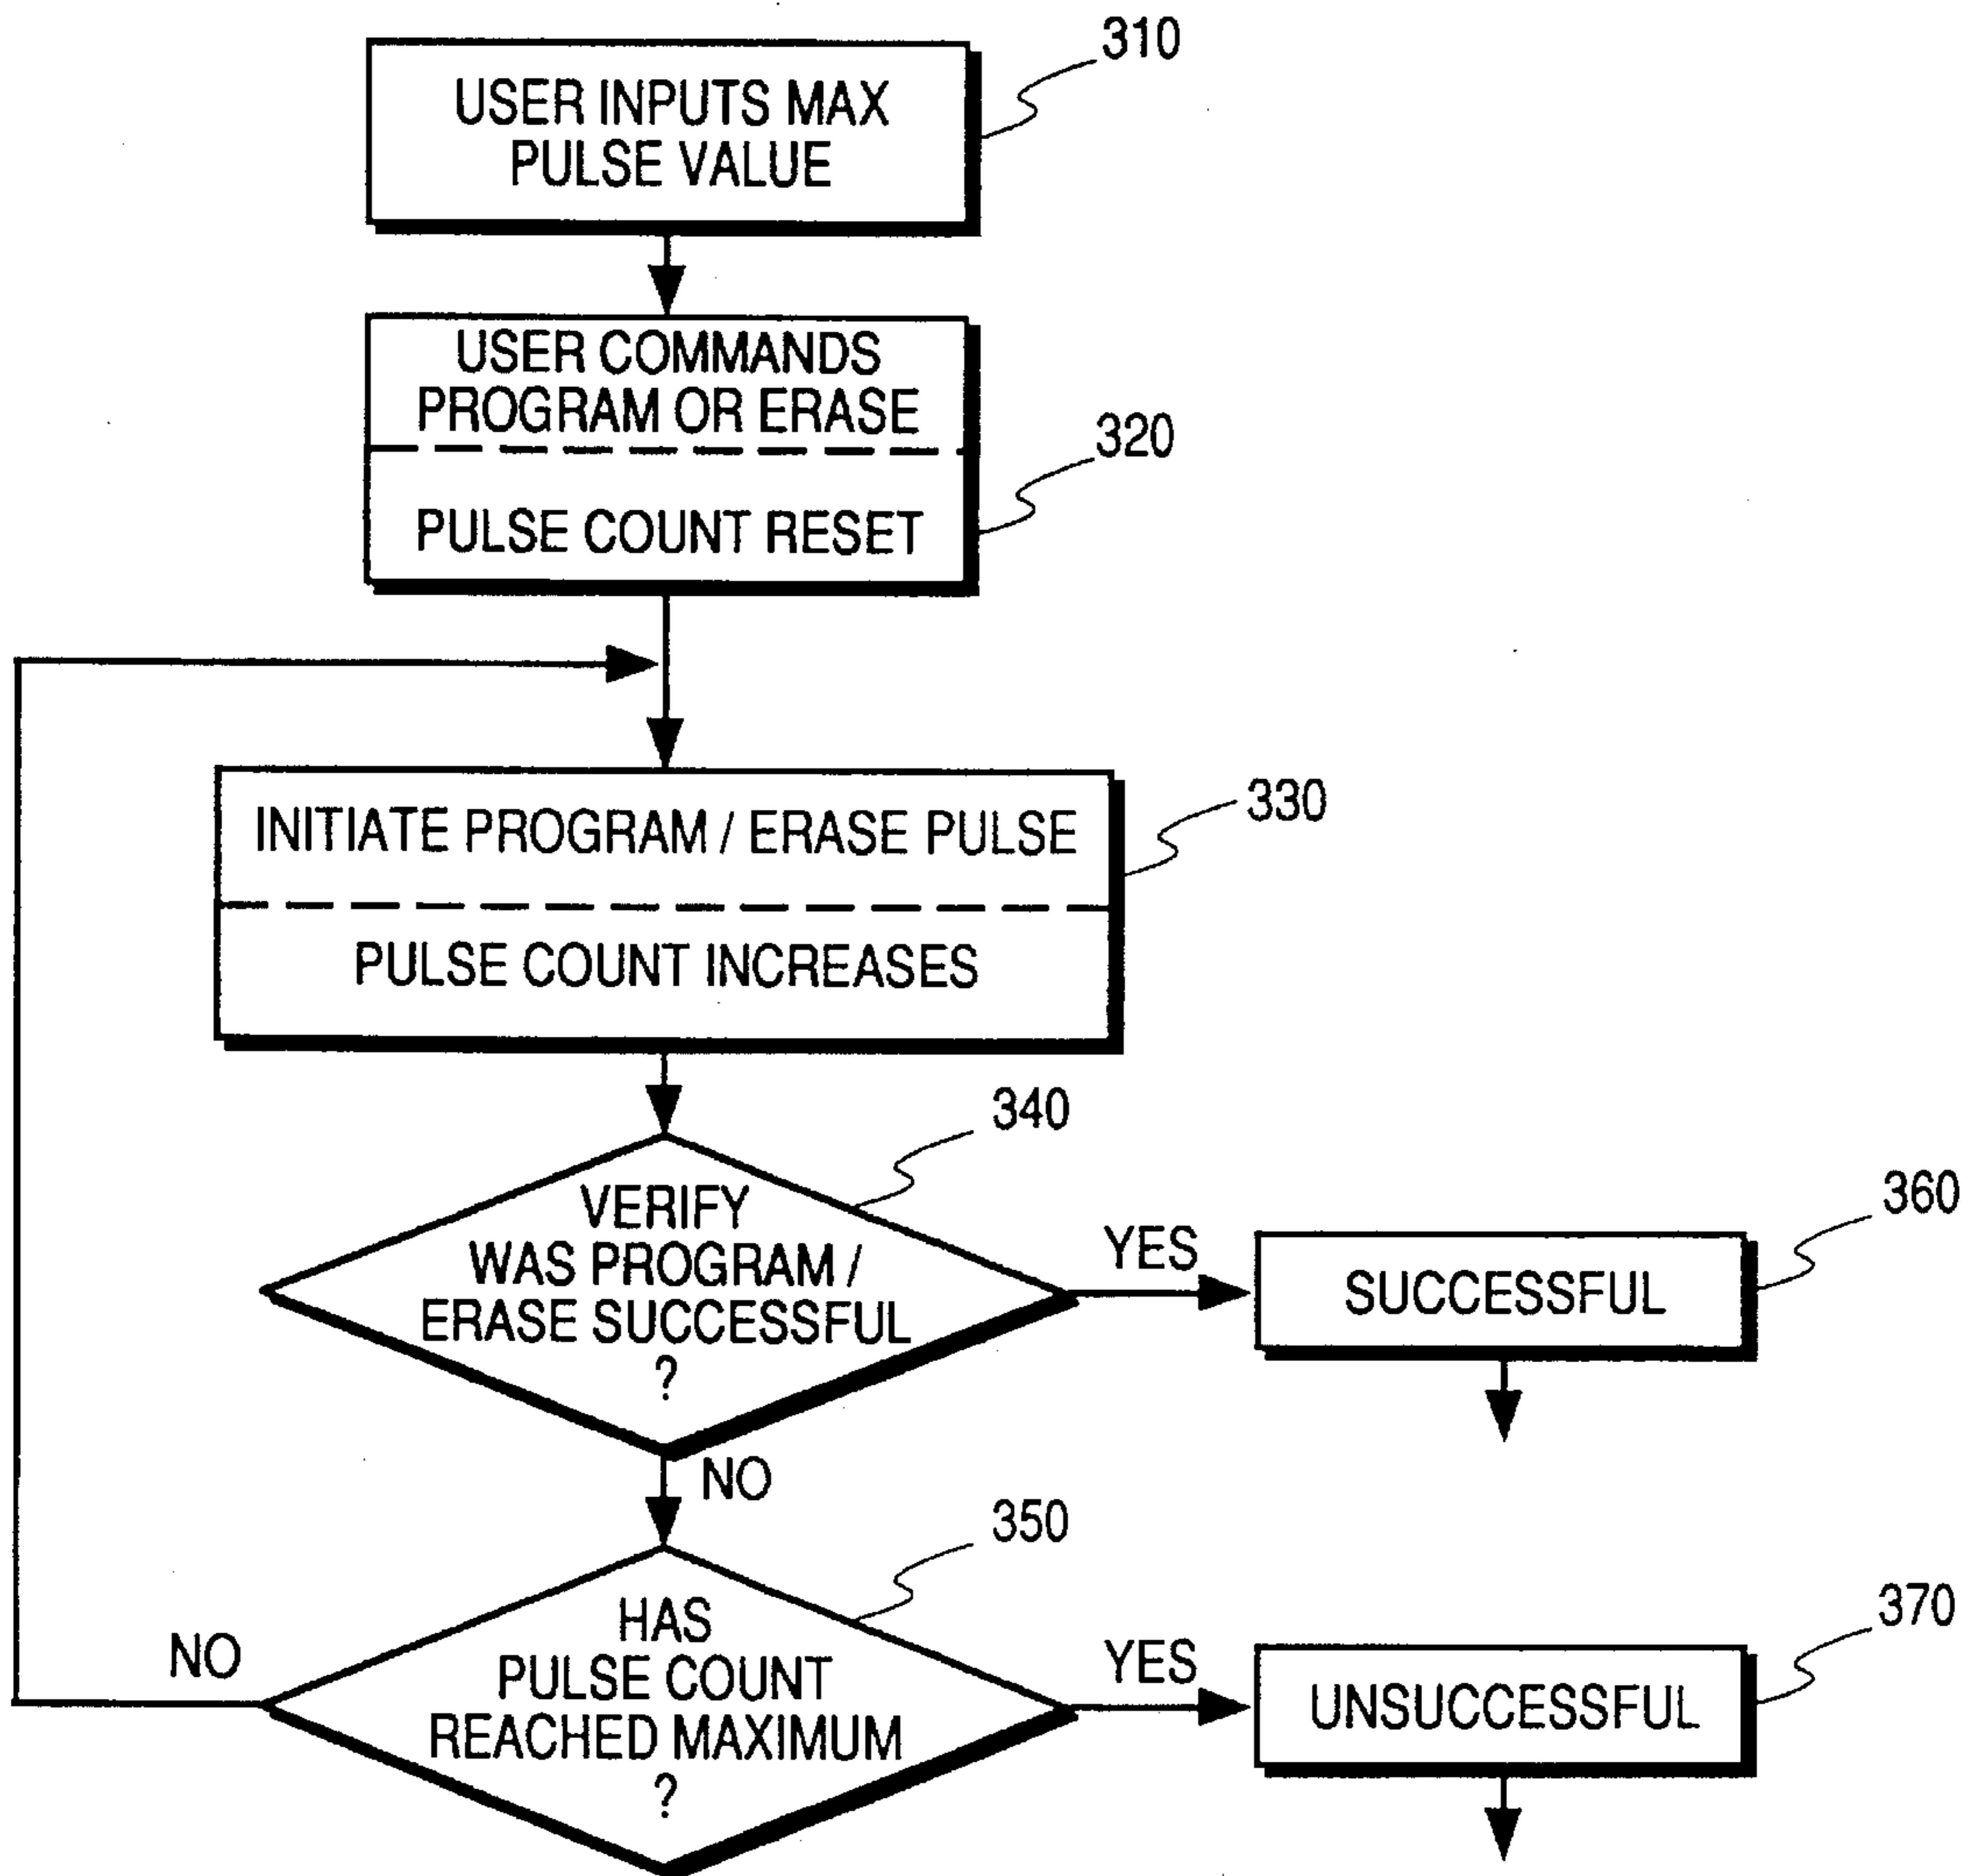 310
USER INPUTS MAX
PULSE VALUE
USER COMMANDS
PROGRAM OR ERASE
320
PULSE COUNT RESET
330
INITIATE PROGRAM / ERASE PULSE
PULSE COUNT INCREASES
340
VERIFY
WAS PROGRAM /
ERASE SUCCESSFUL
?
YES
360
SUCCESSFUL
NO
350
HAS
PULSE COUNT
REACHED MAXIMUM
?
NO
YES
370
UNSUCCESSFUL